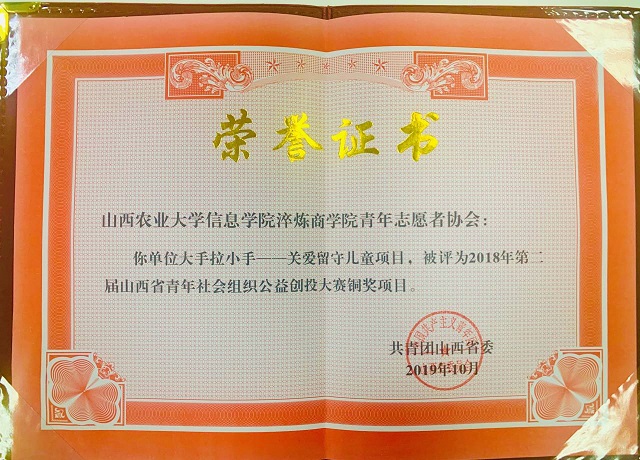 荣誉证书
山西农业大学信息学院淬炼商学院青年志愿者协会：
你单位大手拉小手——关爱留守儿童项目，被评为2018年第二
届山西省青年社会组织公益创投大赛铜奖项目。
共青团山西省委
2019年10月